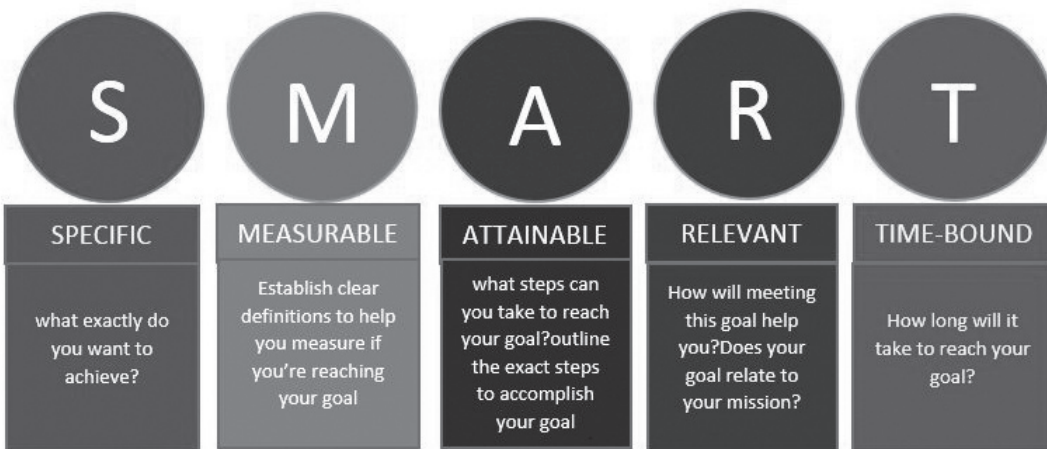 S
M
A
R
T
SPECIFIC
what exactly do
you want to
achieve?
MEASURABLE
Establish clear
definitions to help
you measure if
you're reaching
your goal
ATTAINABLE
what steps can
you take to reach
your goal?outline
the exact steps
to accomplish
your goal
RELEVANT
How will meeting
this goal help
you?Does your
goal relate to
your mission?
TIME-BOUND
How long will it
take to reach your
goal?